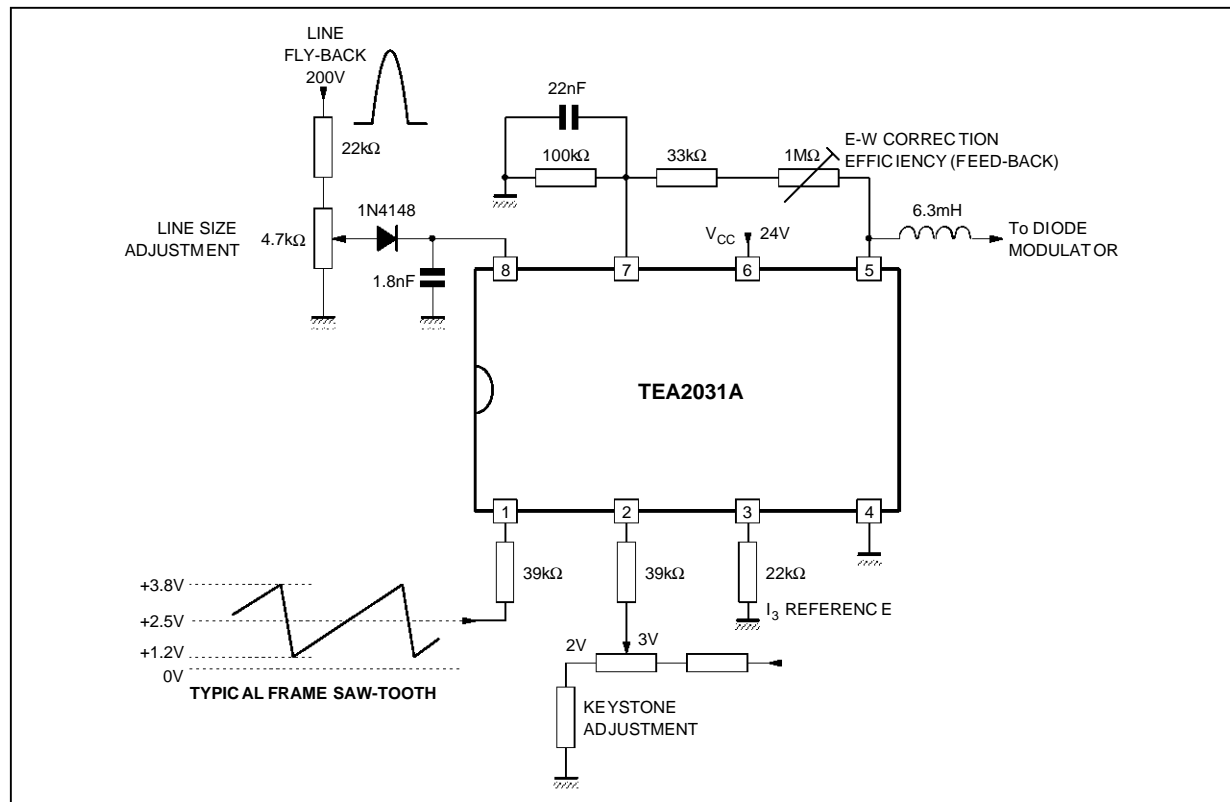 LINE
FLY-BACK
200V
22kΩ
LINE SIZE
ADJUSTMENT
4.7kΩ
1N4148
1.8nF
22nF
100kΩ
33kΩ
1MΩ
E-W CORRECTION
EFFICIENCY (FEED-BACK)
6.3mH
To DIODE
MODULATOR
VCC 24V
8 7 6 5
TEA2031A
1 2 3 4
39kΩ
39kΩ
22kΩ
I3 REFERENCE
+3.8V
+2.5V
+1.2V
0V
TYPICAL FRAME SAW-TOOTH
2V 3V
KEYSTONE
ADJUSTMENT